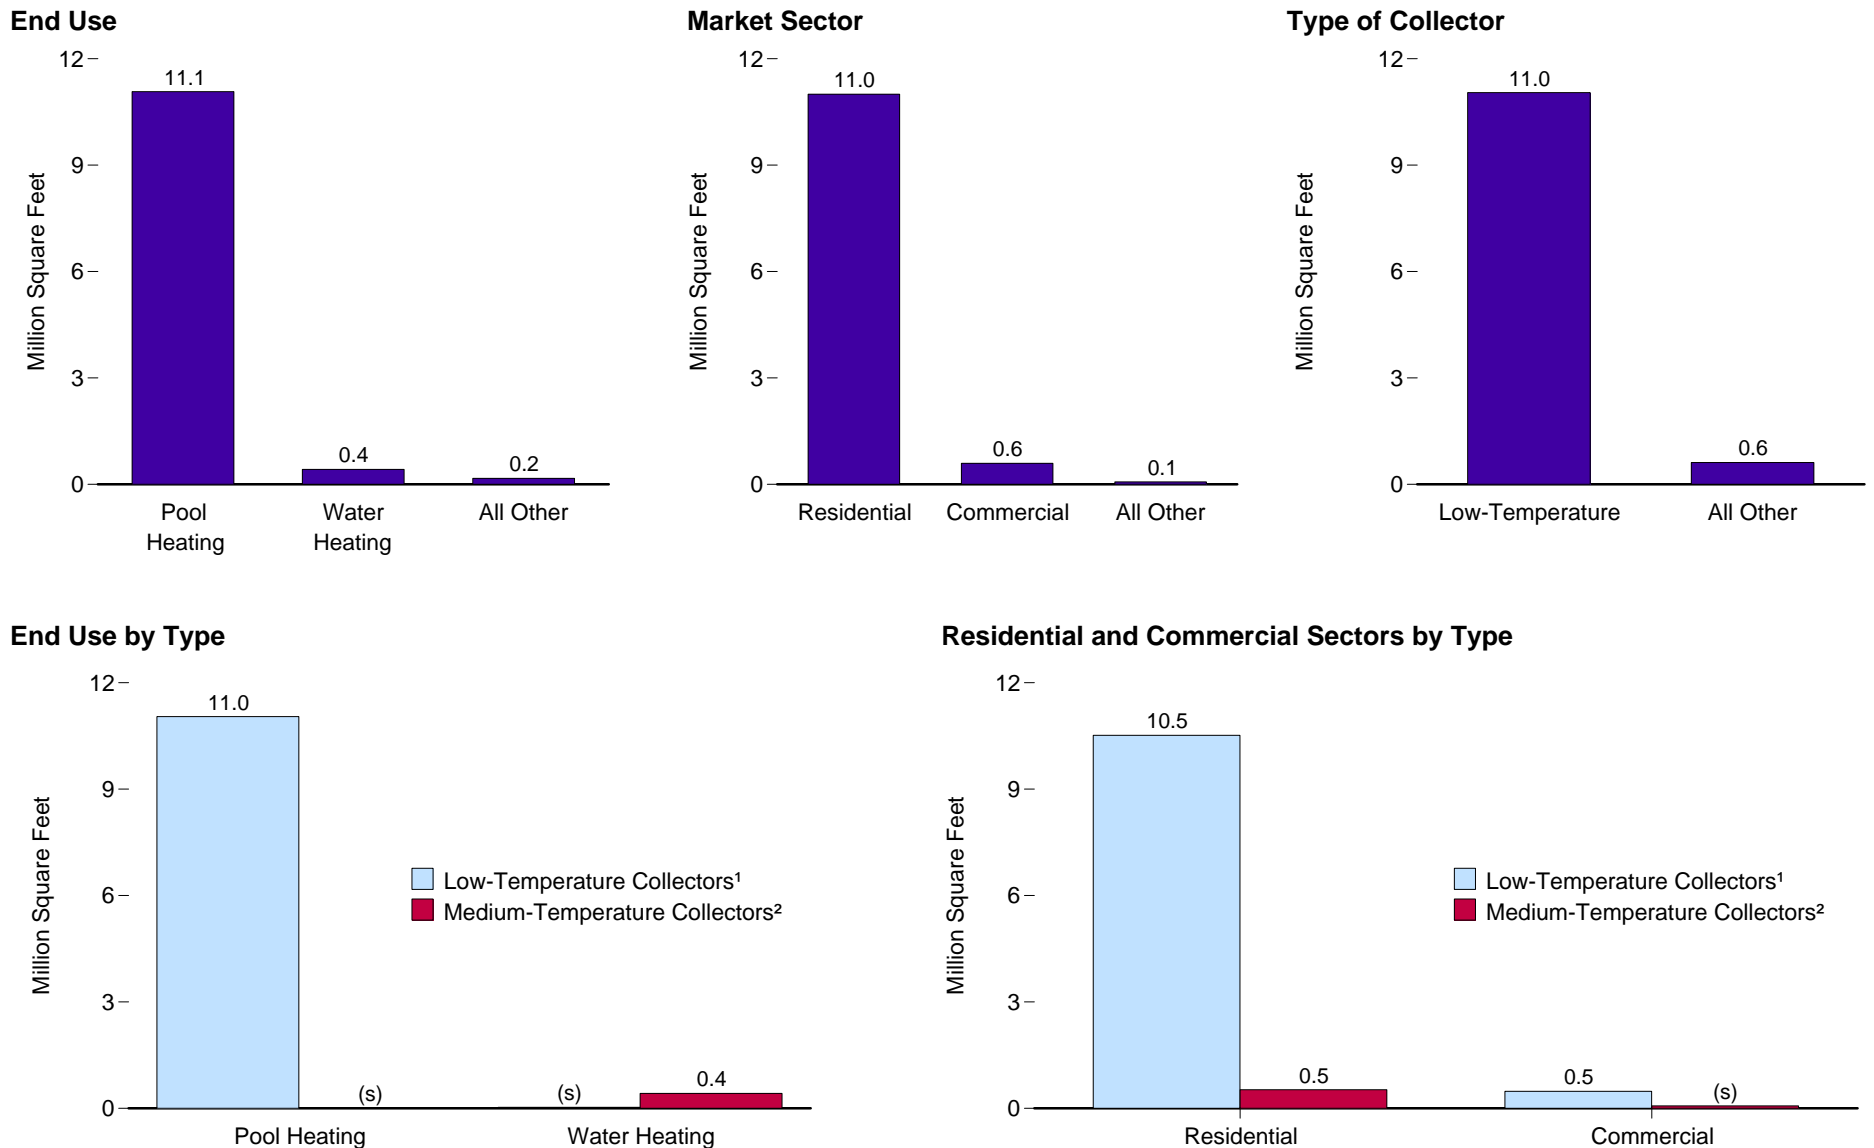 End Use
12
11.1
9
6
3
0
0.4
0.2
Million Square Feet
Pool
Heating
Water
Heating
All Other
Market Sector
12
11.0
9
6
3
0
0.6
0.1
Million Square Feet
Residential
Commercial
All Other
Type of Collector
12
11.0
9
6
3
0
0.6
Million Square Feet
Low-Temperature
All Other
End Use by Type
12
11.0
9
6
3
0
(s)
(s)
0.4
Million Square Feet
Low-Temperature Collectors¹
Medium-Temperature Collectors²
Pool Heating
Water Heating
Residential and Commercial Sectors by Type
12
10.5
9
6
3
0
0.5
0.5
(s)
Million Square Feet
Low-Temperature Collectors¹
Medium-Temperature Collectors²
Residential
Commercial